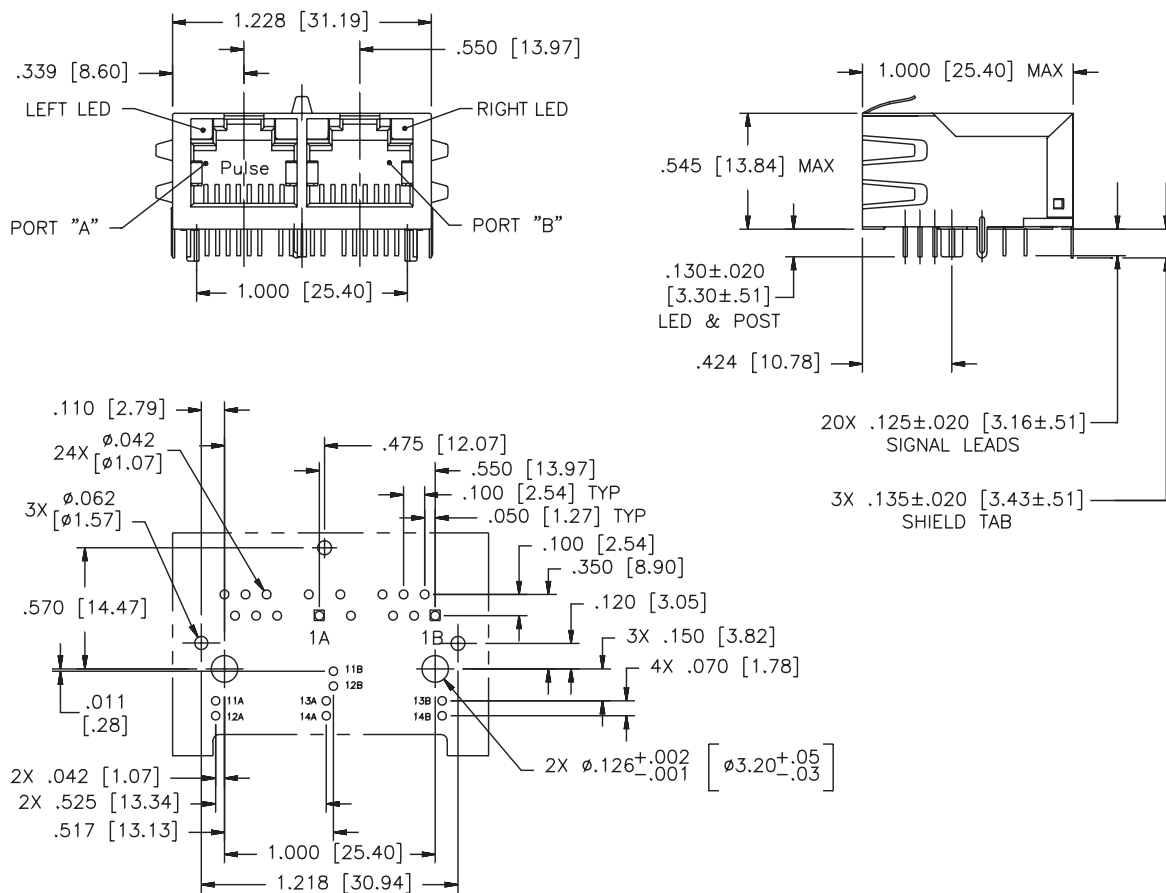 1.228 [31.19]
.550 [13.97]
.339 [8.60]
LEFT LED
RIGHT LED
Pulse
PORT "A"
PORT "B"
1.000 [25.40]
1.000 [25.40] MAX
.545 [13.84] MAX
.130±.020
[3.30±.51]
LED & POST
.424 [10.78]
20X .125±.020 [3.16±.51]
SIGNAL LEADS
3X .135±.020 [3.43±.51]
SHIELD TAB
.110 [2.79]
24X ø.042
[ø1.07]
3X ø.062
[ø1.57]
.475 [12.07]
.550 [13.97]
.100 [2.54] TYP
.050 [1.27] TYP
.100 [2.54]
.350 [8.90]
.570 [14.47]
.120 [3.05]
1A
1B
3X .150 [3.82]
4X .070 [1.78]
11B
12B
.011
[.28]
11A
13A
13B
12A
14A
14B
2X ø.126 +.002 -.001 [ø3.20 +.05 -.03]
2X .042 [1.07]
2X .525 [13.34]
.517 [13.13]
1.000 [25.40]
1.218 [30.94]